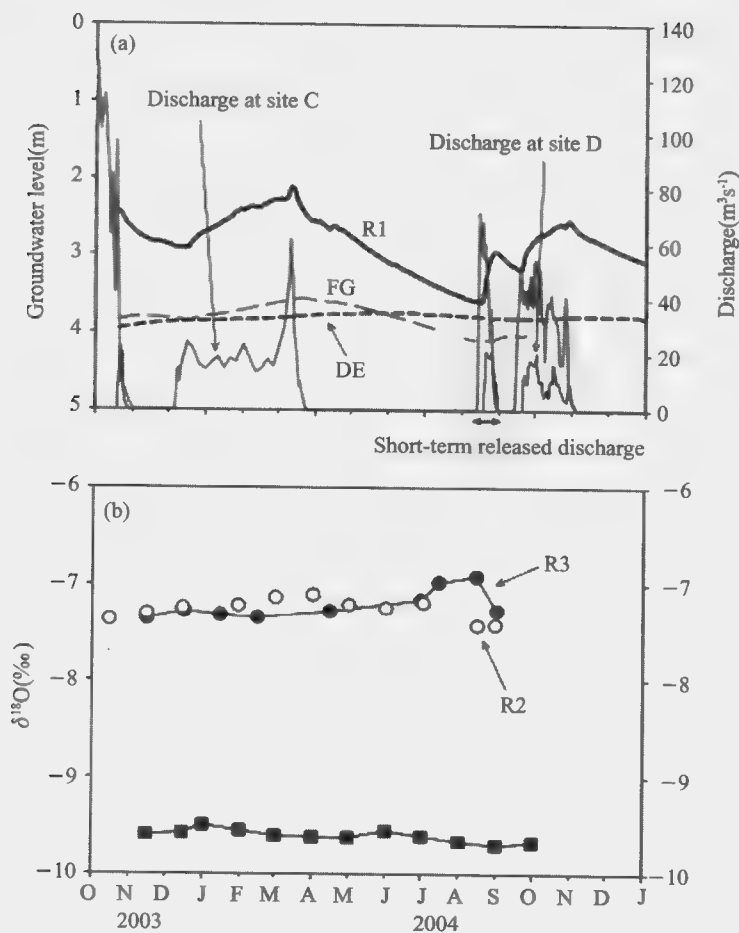 (a)
Groundwater level(m)
0
1
2
3
4
5
Discharge at site C
Discharge at site D
R1
FG
DE
140
120
100
80
60
40
20
0
Discharge(m³s⁻¹)
Short-term released discharge
(b)
δ¹⁸O(‰)
−6
−7
−8
−9
−10
R3
R2
−6
−7
−8
−9
−10
O N D J F M A M J J A S O N D J
2003 2004